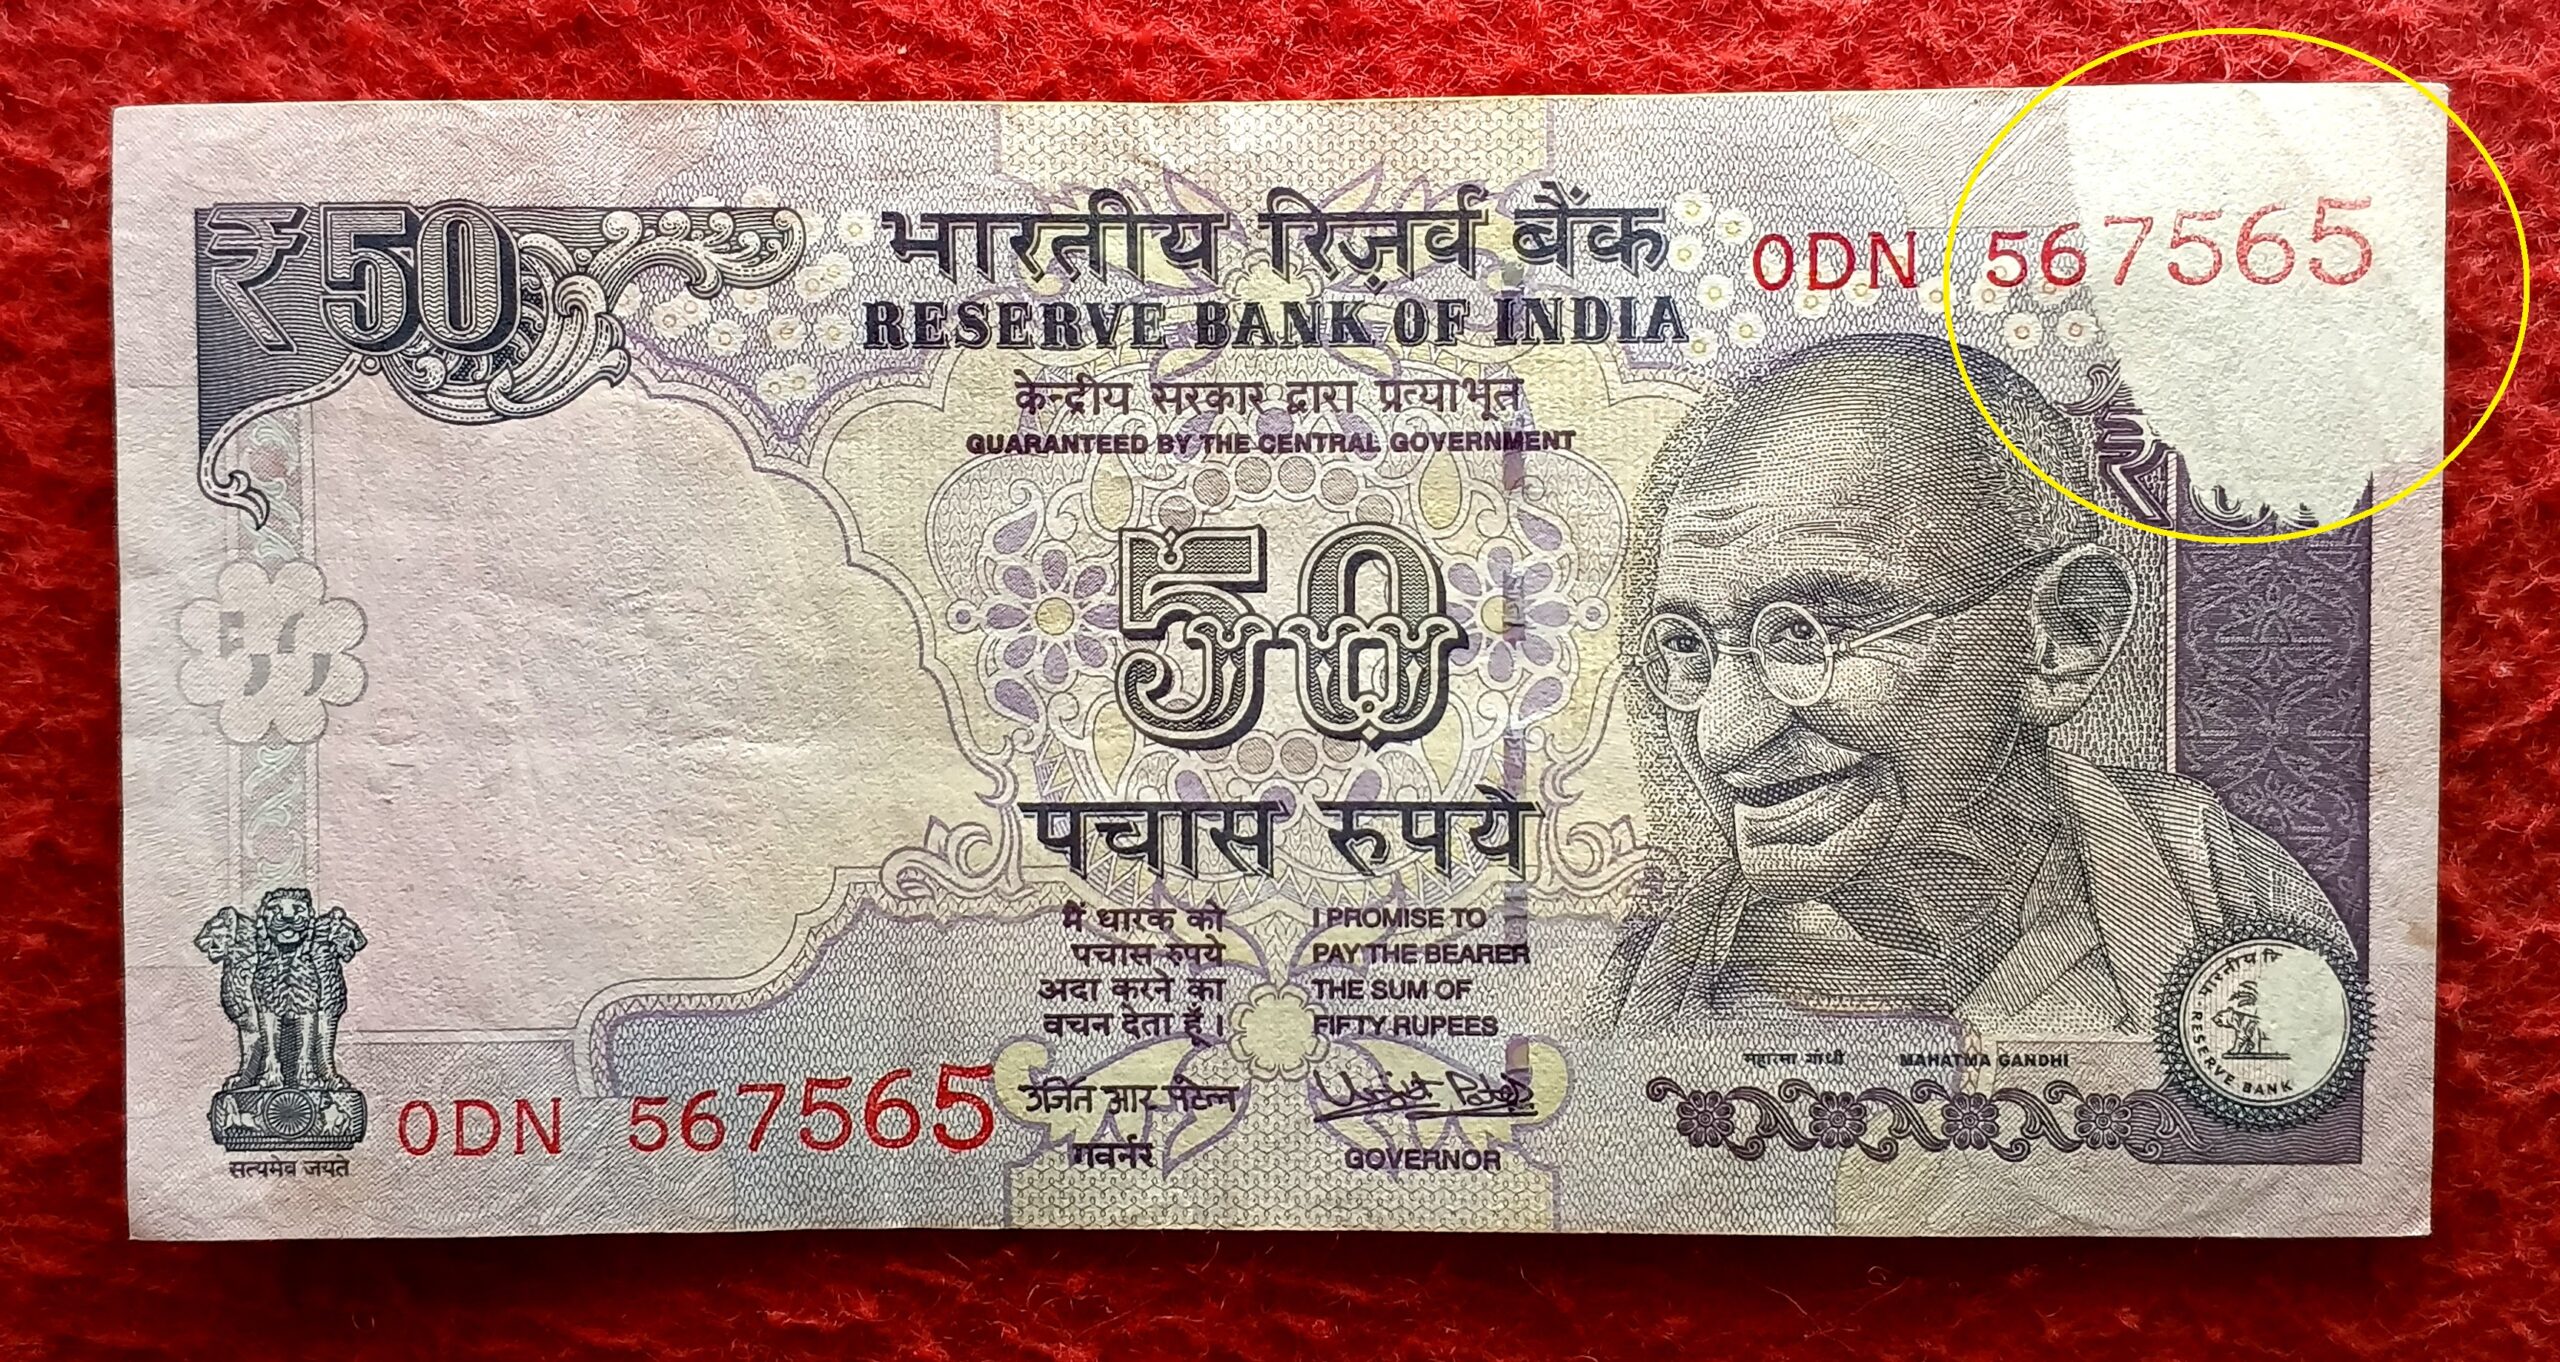 ₹50
भारतीय रिज़र्व बैंक
RESERVE BANK OF INDIA
0DN 567565
केन्द्रीय सरकार द्वारा प्रत्याभूत
GUARANTEED BY THE CENTRAL GOVERNMENT
₹
50
पचास रुपये
मैं धारक को
पचास रुपये
अदा करने का
वचन देता हूँ।
I PROMISE TO
PAY THE BEARER
THE SUM OF
FIFTY RUPEES
महात्मा गांधी
MAHATMA GANDHI
भारतीय रि
RESERVE BANK
0DN 567565
उर्जित आर पटेल
गवर्नर
GOVERNOR
सत्यमेव जयते